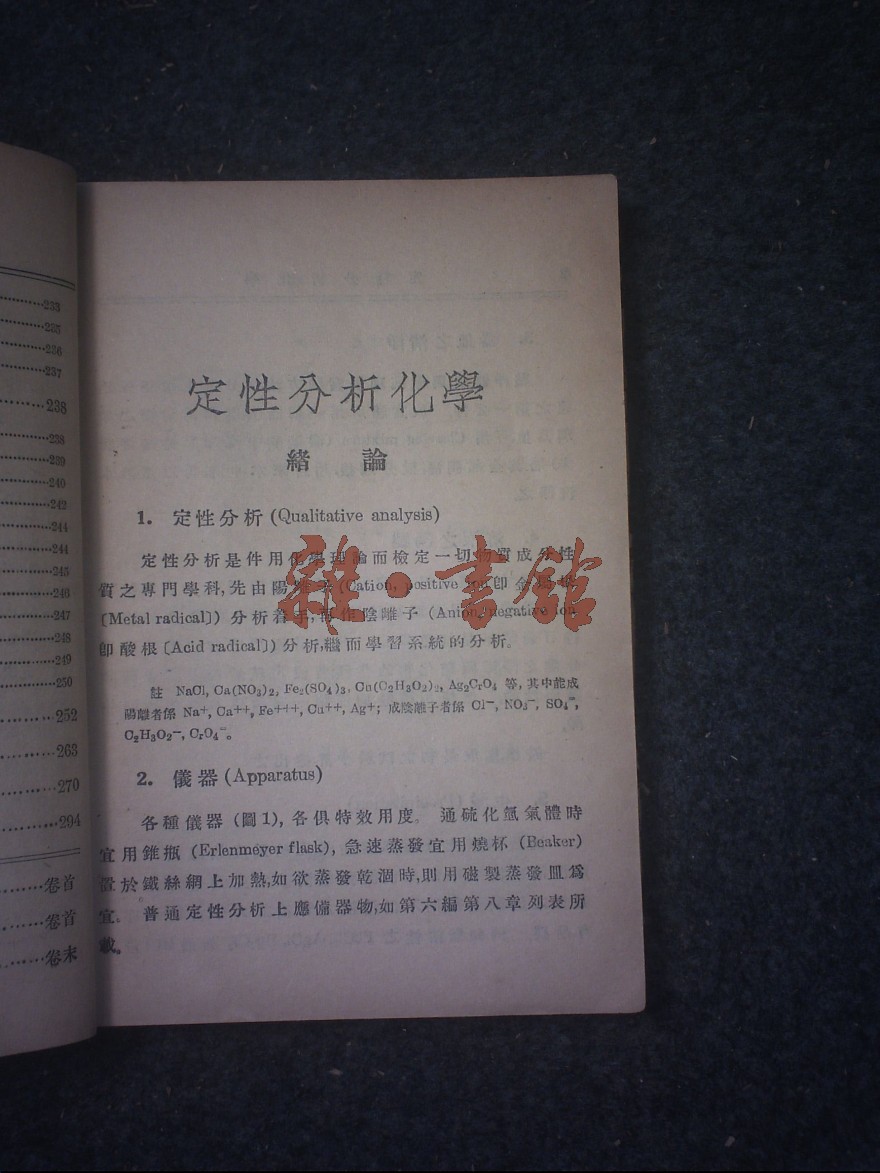 233
235
236
237
238
238
239
240
242
244
244
245
246
247
248
249
250
252
263
270
294
卷首
卷首
卷末
定性分析化學
緒論
1. 定性分析 (Qualitative analysis)
定性分析是件用化學理論而檢定一切物質成分性
質之專門學科,先由陽離子 (Cation, positive ion 卽金屬根
〔Metal radical〕) 分析着手,再作陰離子 (Anion, negative ion
卽酸根〔Acid radical〕) 分析,繼而學習系統的分析。
註 NaCl, Ca(NO₃)₂, Fe₂(SO₄)₃, Cu(C₂H₃O₂)₂, Ag₂CrO₄ 等,其中能成
陽離者係 Na⁺, Ca⁺⁺, Fe⁺⁺⁺, Cu⁺⁺, Ag⁺; 成陰離子者係 Cl⁻, NO₃⁻, SO₄⁼,
C₂H₃O₂⁻, CrO₄⁼。
2. 儀器 (Apparatus)
各種儀器 (圖1), 各俱特效用度。 通硫化氫氣體時
宜用錐瓶 (Erlenmeyer flask), 急速蒸發宜用燒杯 (Beaker)
置於鐵絲網上加熱,如欲蒸發乾涸時,則用磁製蒸發皿爲
宜。 普通定性分析上應備器物,如第六編第八章列表所
載。
雜·書館